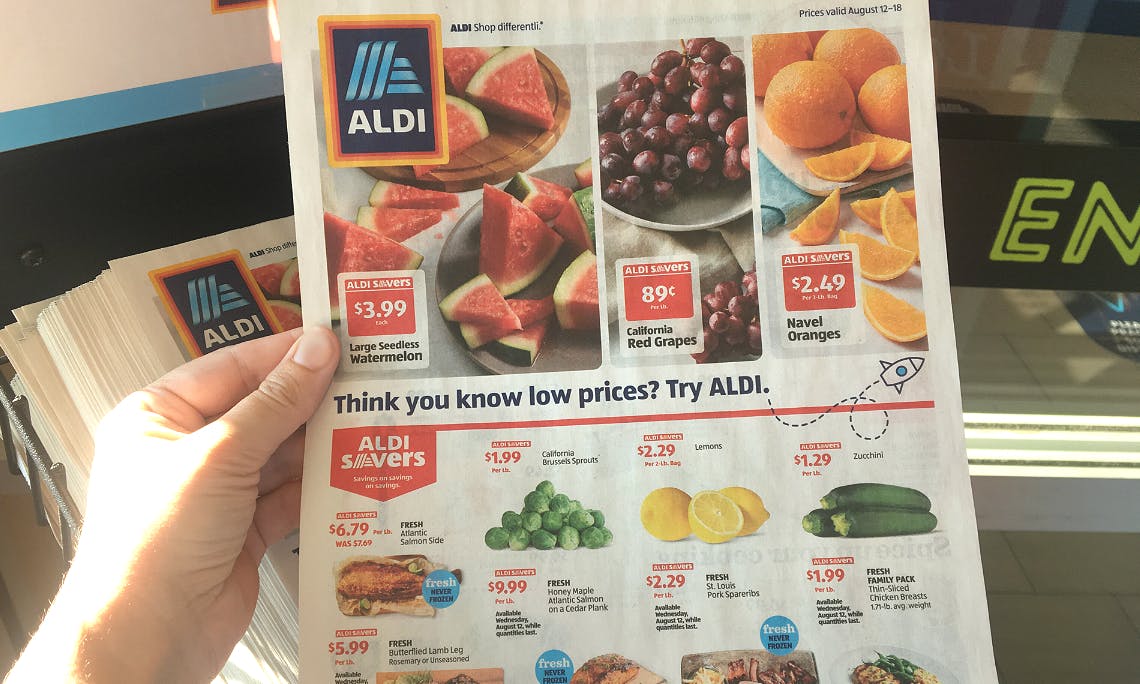 ALDI Shop differentli.®
Prices valid August 12–18
ALDI
ALDI SAVERS
$3.99
Each
Large Seedless
Watermelon
ALDI SAVERS
89¢
Per Lb.
California
Red Grapes
ALDI SAVERS
$2.49
Per 3-Lb. Bag
Navel
Oranges
Think you know low prices? Try ALDI.
ALDI
SAVERS
Savings on savings
on savings.
ALDI SAVERS
$1.99
Per Lb.
California
Brussels Sprouts
ALDI SAVERS
$2.29
Per 2-Lb. Bag
Lemons
ALDI SAVERS
$1.29
Per Lb.
Zucchini
ALDI SAVERS
$6.79 Per Lb.
WAS $7.69
FRESH
Atlantic
Salmon Side
fresh
NEVER
FROZEN
ALDI SAVERS
$9.99
Per Lb.
Available
Wednesday,
August 12, while
quantities last.
FRESH
Honey Maple
Atlantic Salmon
on a Cedar Plank
ALDI SAVERS
$2.29
Per Lb.
Available
Wednesday,
August 12, while
quantities last.
FRESH
St. Louis
Pork Spareribs
ALDI SAVERS
$1.99
Per Lb.
Available
Wednesday,
August 12, while
quantities last.
FRESH
FAMILY PACK
Thin-Sliced
Chicken Breasts
1.71-lb. avg. weight
ALDI SAVERS
$5.99
Per Lb.
Available
Wednesday,
FRESH
Butterflied Lamb Leg
Rosemary or Unseasoned
fresh
NEVER
FROZEN
fresh
NEVER
FROZEN
ALDI Shop differe
ALDI
EN